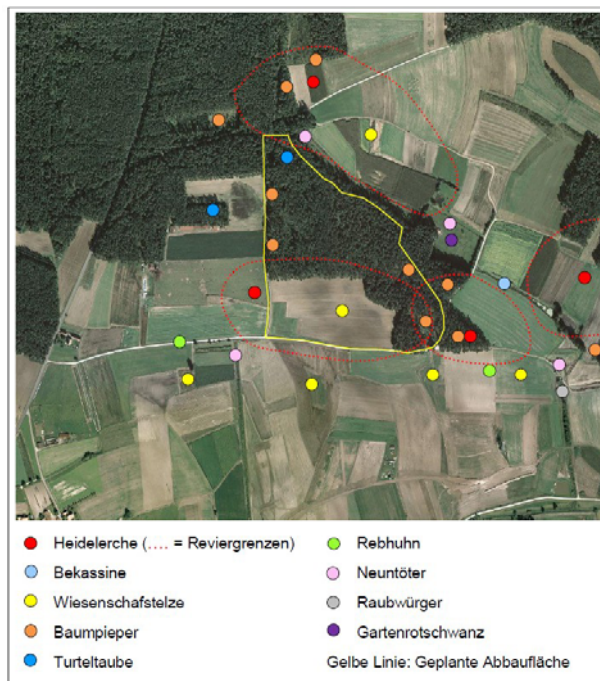 Heidelerche (.... = Reviergrenzen)
Rebhuhn
Bekassine
Neuntöter
Wiesenschafstelze
Raubwürger
Baumpieper
Gartenrotschwanz
Turteltaube
Gelbe Linie: Geplante Abbaufläche